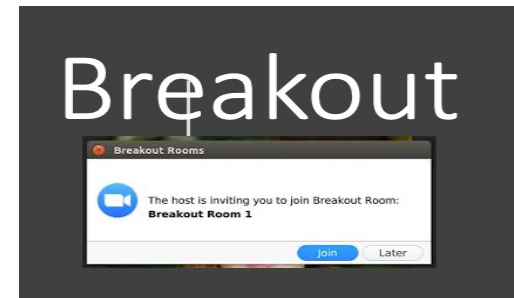 Breakout
Breakout Rooms
The host is inviting you to join Breakout Room:
Breakout Room 1
Join Later